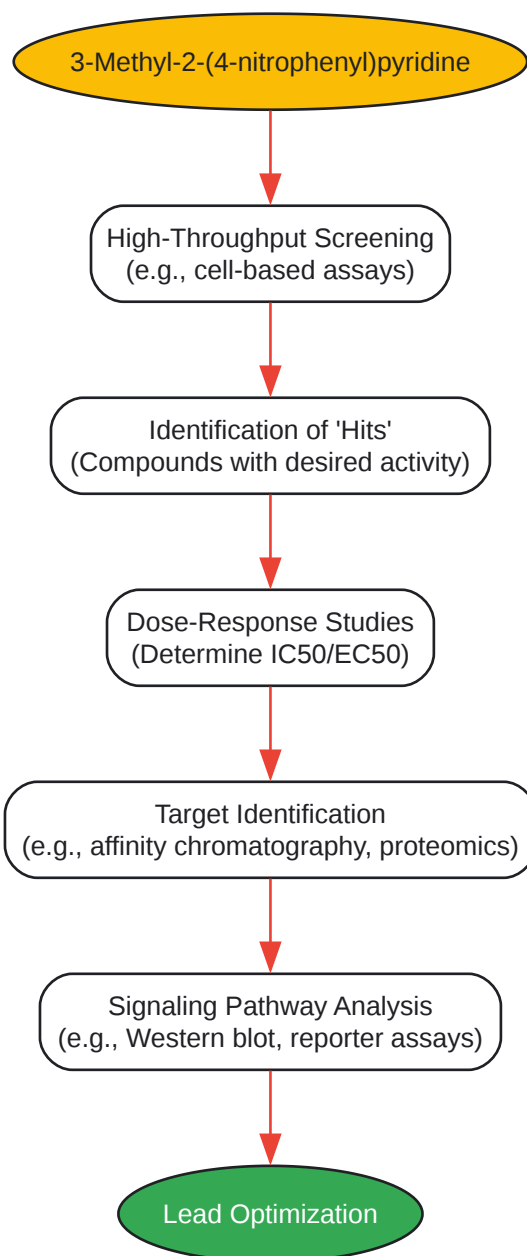 3-Methyl-2-(4-nitrophenyl)pyridine
High-Throughput Screening
(e.g., cell-based assays)
Identification of 'Hits'
(Compounds with desired activity)
Dose-Response Studies
(Determine IC50/EC50)
Target Identification
(e.g., affinity chromatography, proteomics)
Signaling Pathway Analysis
(e.g., Western blot, reporter assays)
Lead Optimization